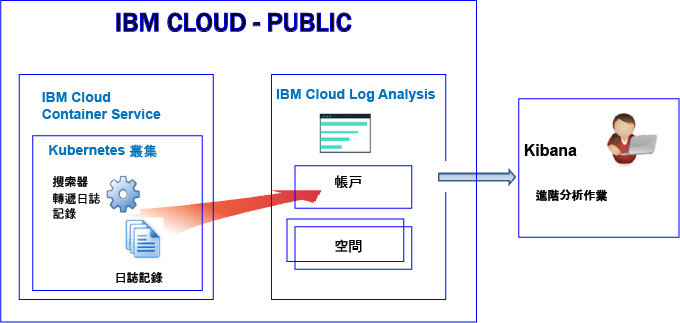 IBM CLOUD - PUBLIC
IBM Cloud
Container Service
Kubernetes 叢集
搜索器
轉遞日誌
記錄
日誌記錄
IBM Cloud Log Analysis
帳戶
空間
Kibana
進階分析作業